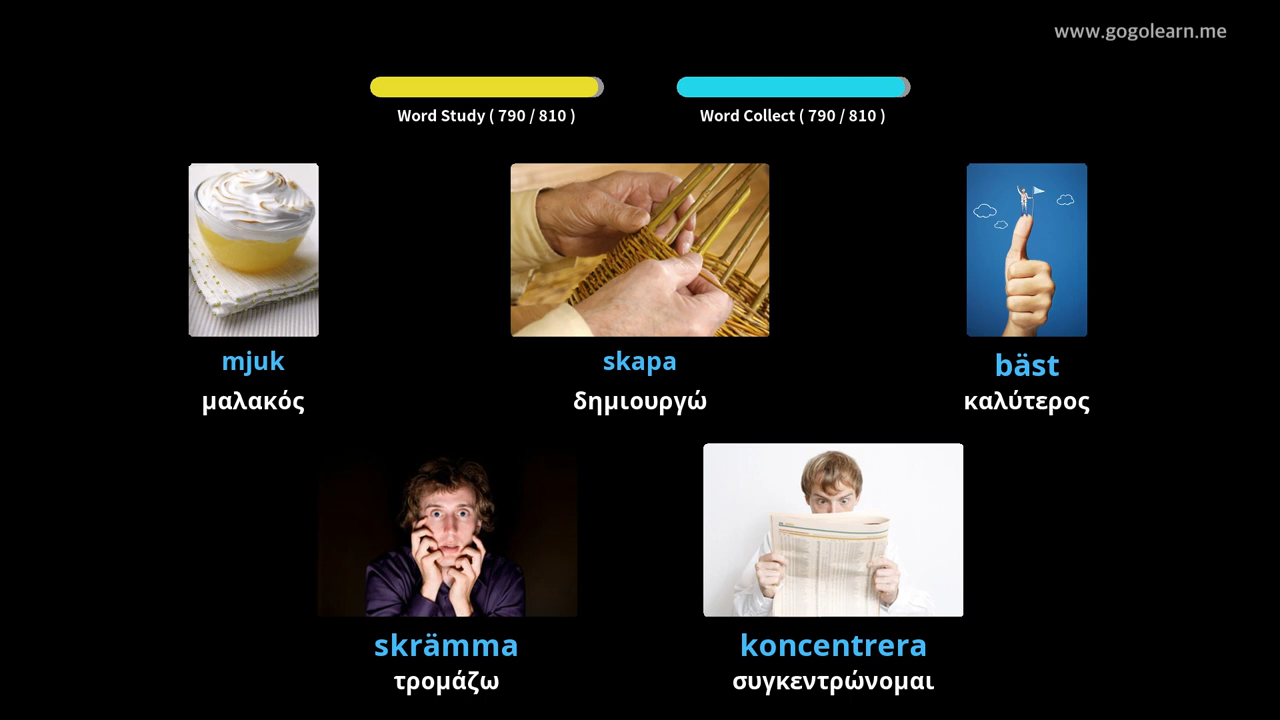 www.gogolearn.me
Word Study ( 790 / 810 )
Word Collect ( 790 / 810 )
mjuk
μαλακός
skapa
δημιουργώ
bäst
καλύτερος
skrämma
τρομάζω
koncentrera
συγκεντρώνομαι